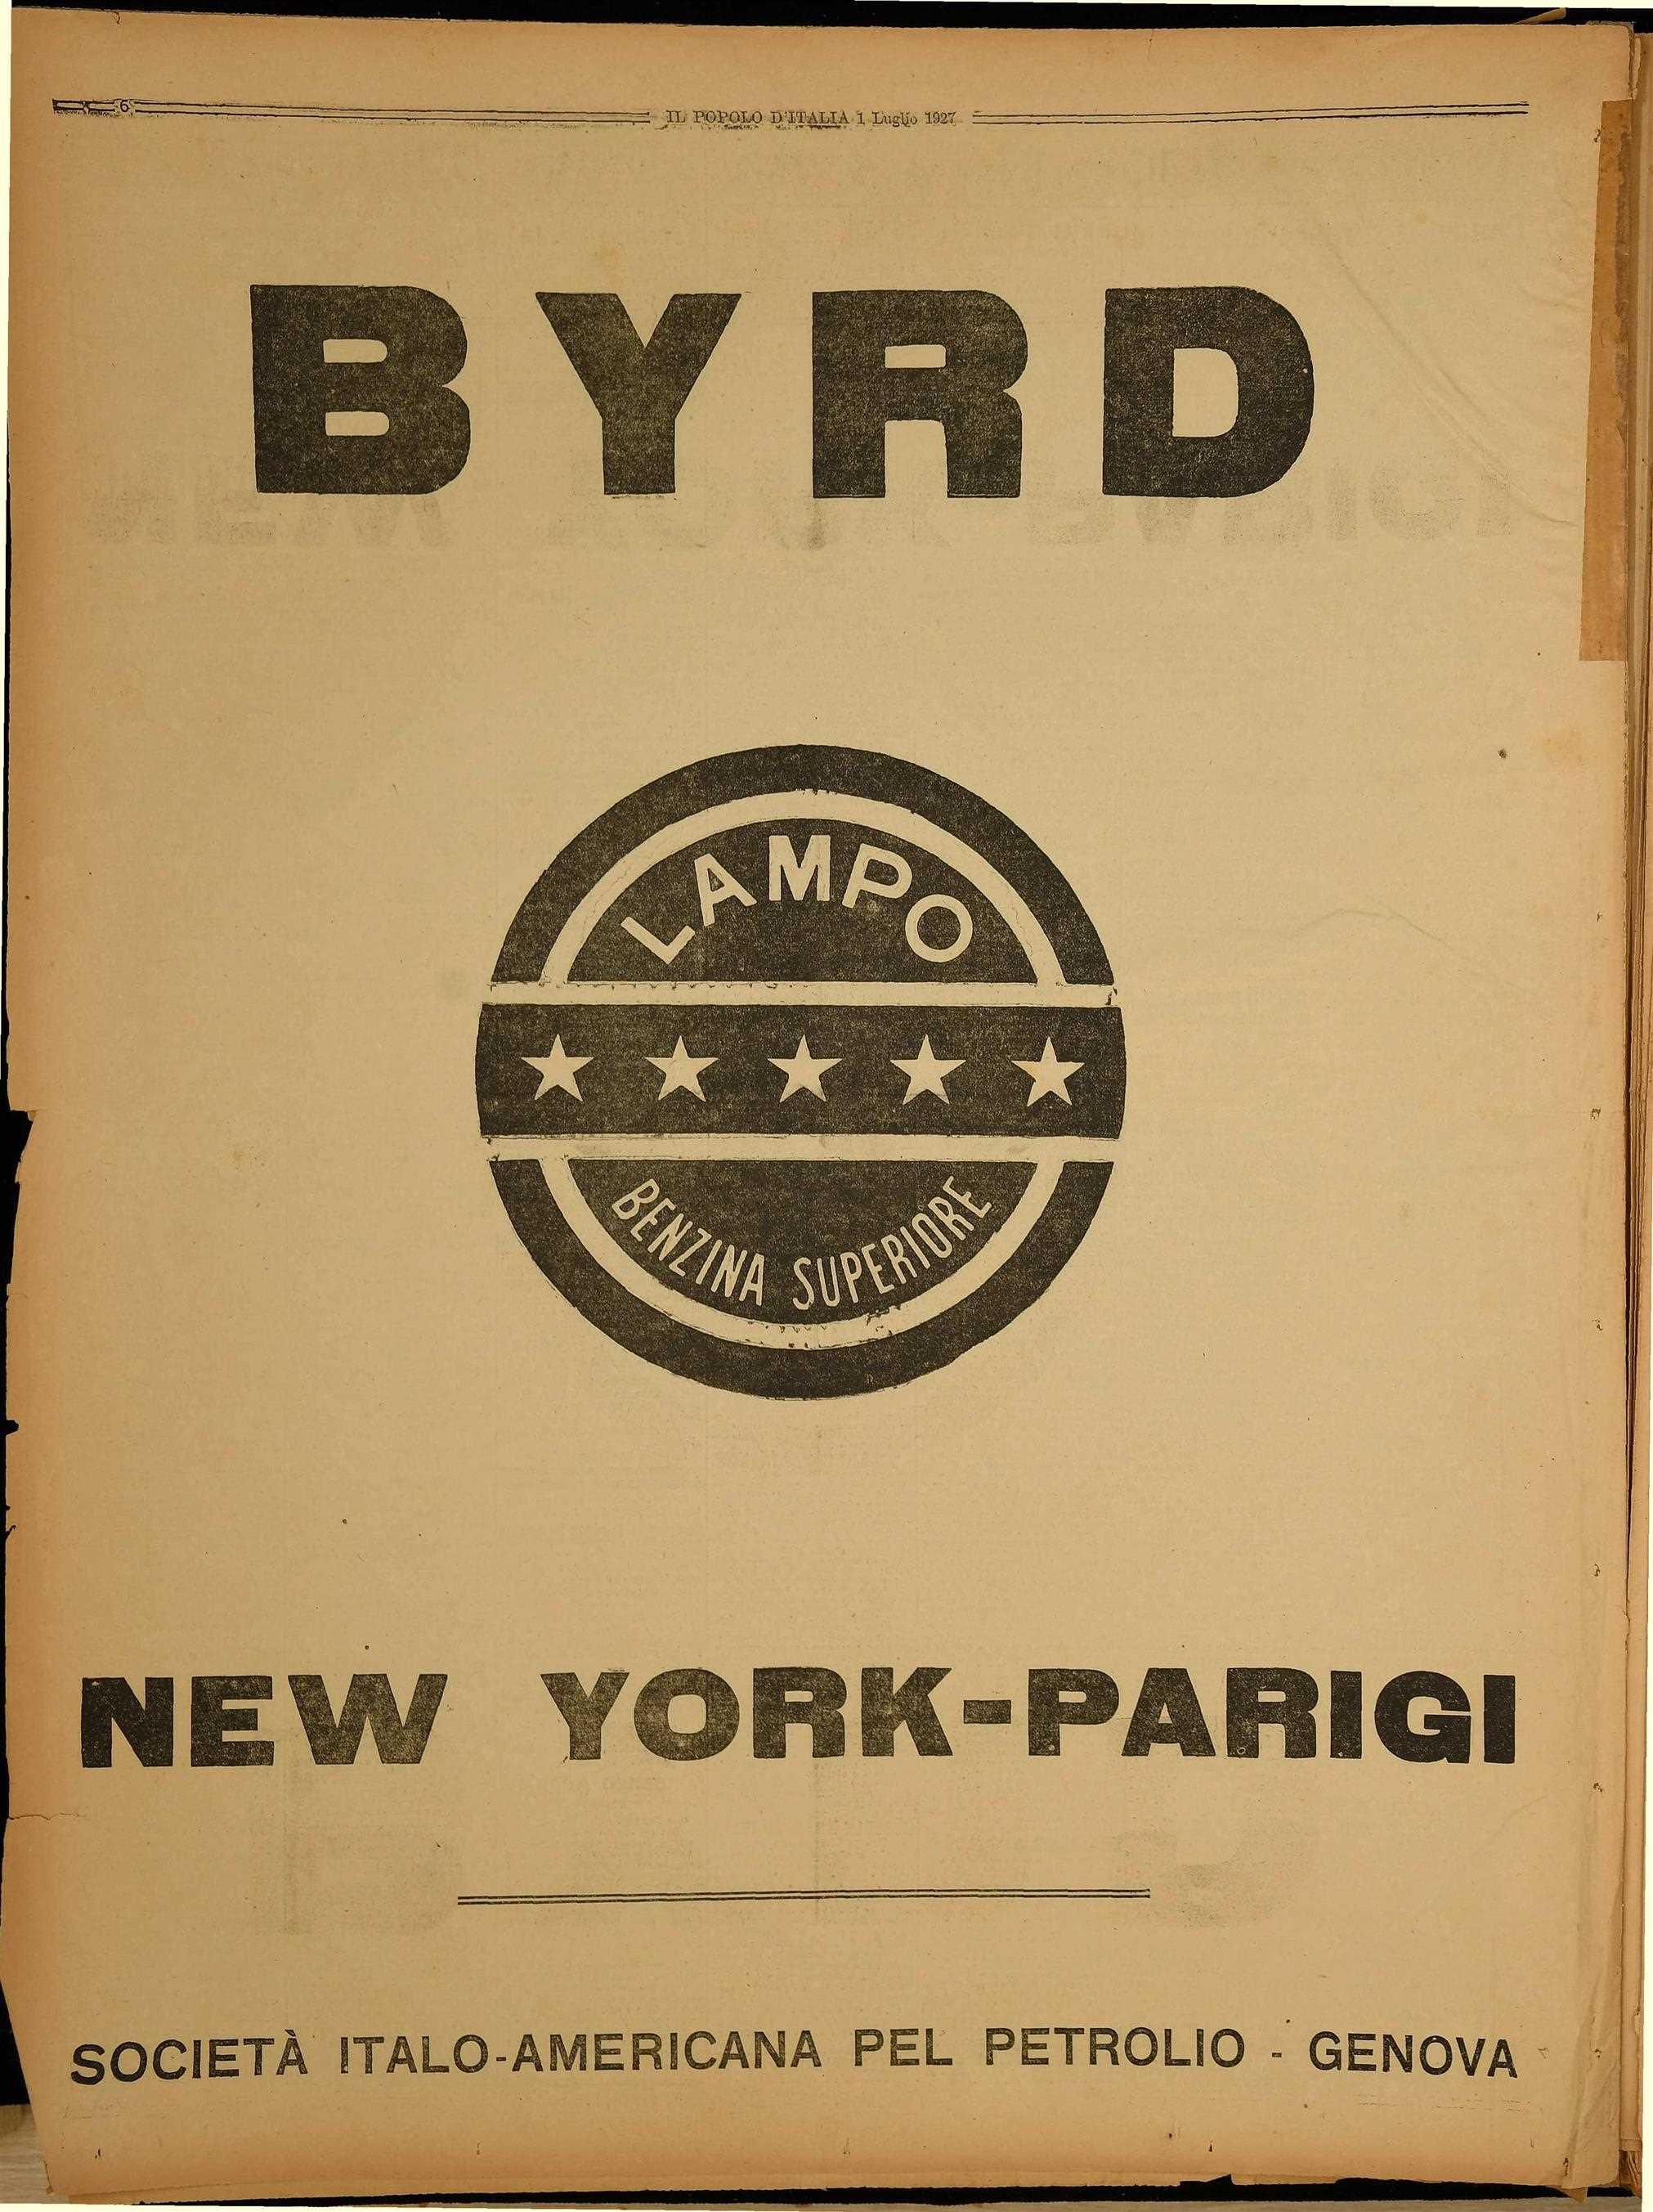 6
IL POPOLO D'ITALIA 1 Luglio 1927
BYRD
LAMPO
BENZINA SUPERIORE
NEW YORK-PARIGI
SOCIETÀ ITALO-AMERICANA PEL PETROLIO - GENOVA